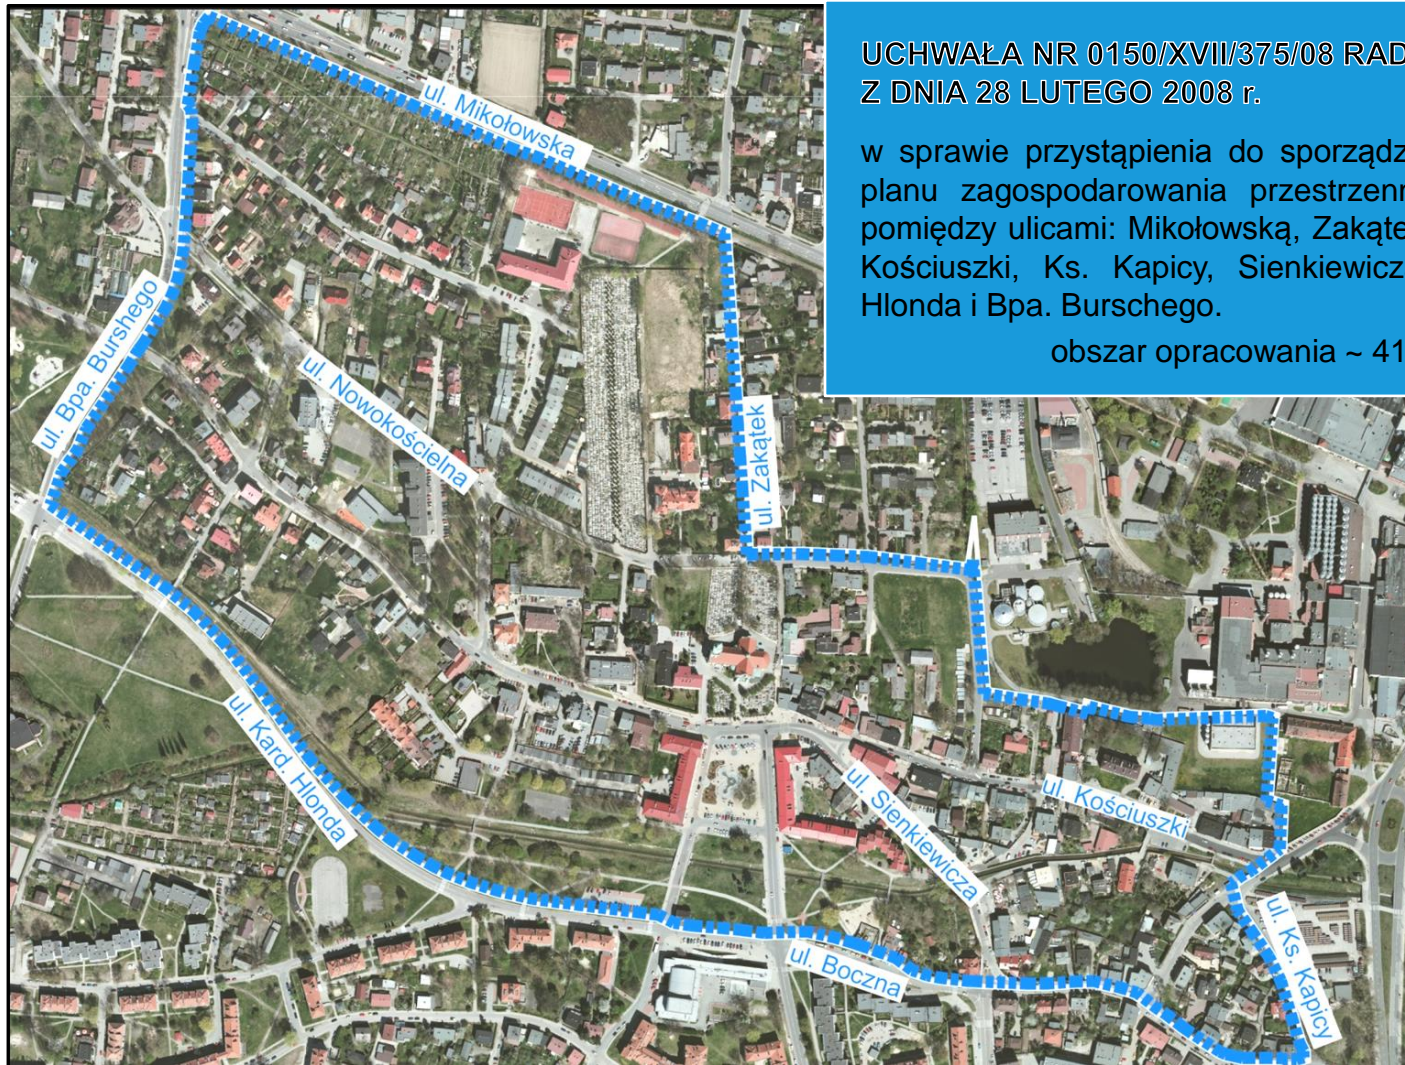 UCHWAŁA NR 0150/XVII/375/08 RAD
Z DNIA 28 LUTEGO 2008 r.
w sprawie przystąpienia do sporządz
planu zagospodarowania przestrzenn
pomiędzy ulicami: Mikołowską, Zakąte
Kościuszki, Ks. Kapicy, Sienkiewicz
Hlonda i Bpa. Burschego.
obszar opracowania ~ 41
ul. Mikołowska
ul. Bpa. Burshego
ul. Nowokościelna
ul. Zakątek
ul. Kard. Hlonda
ul. Sienkiewicza
ul. Kościuszki
ul. Boczna
ul. Ks. Kapicy